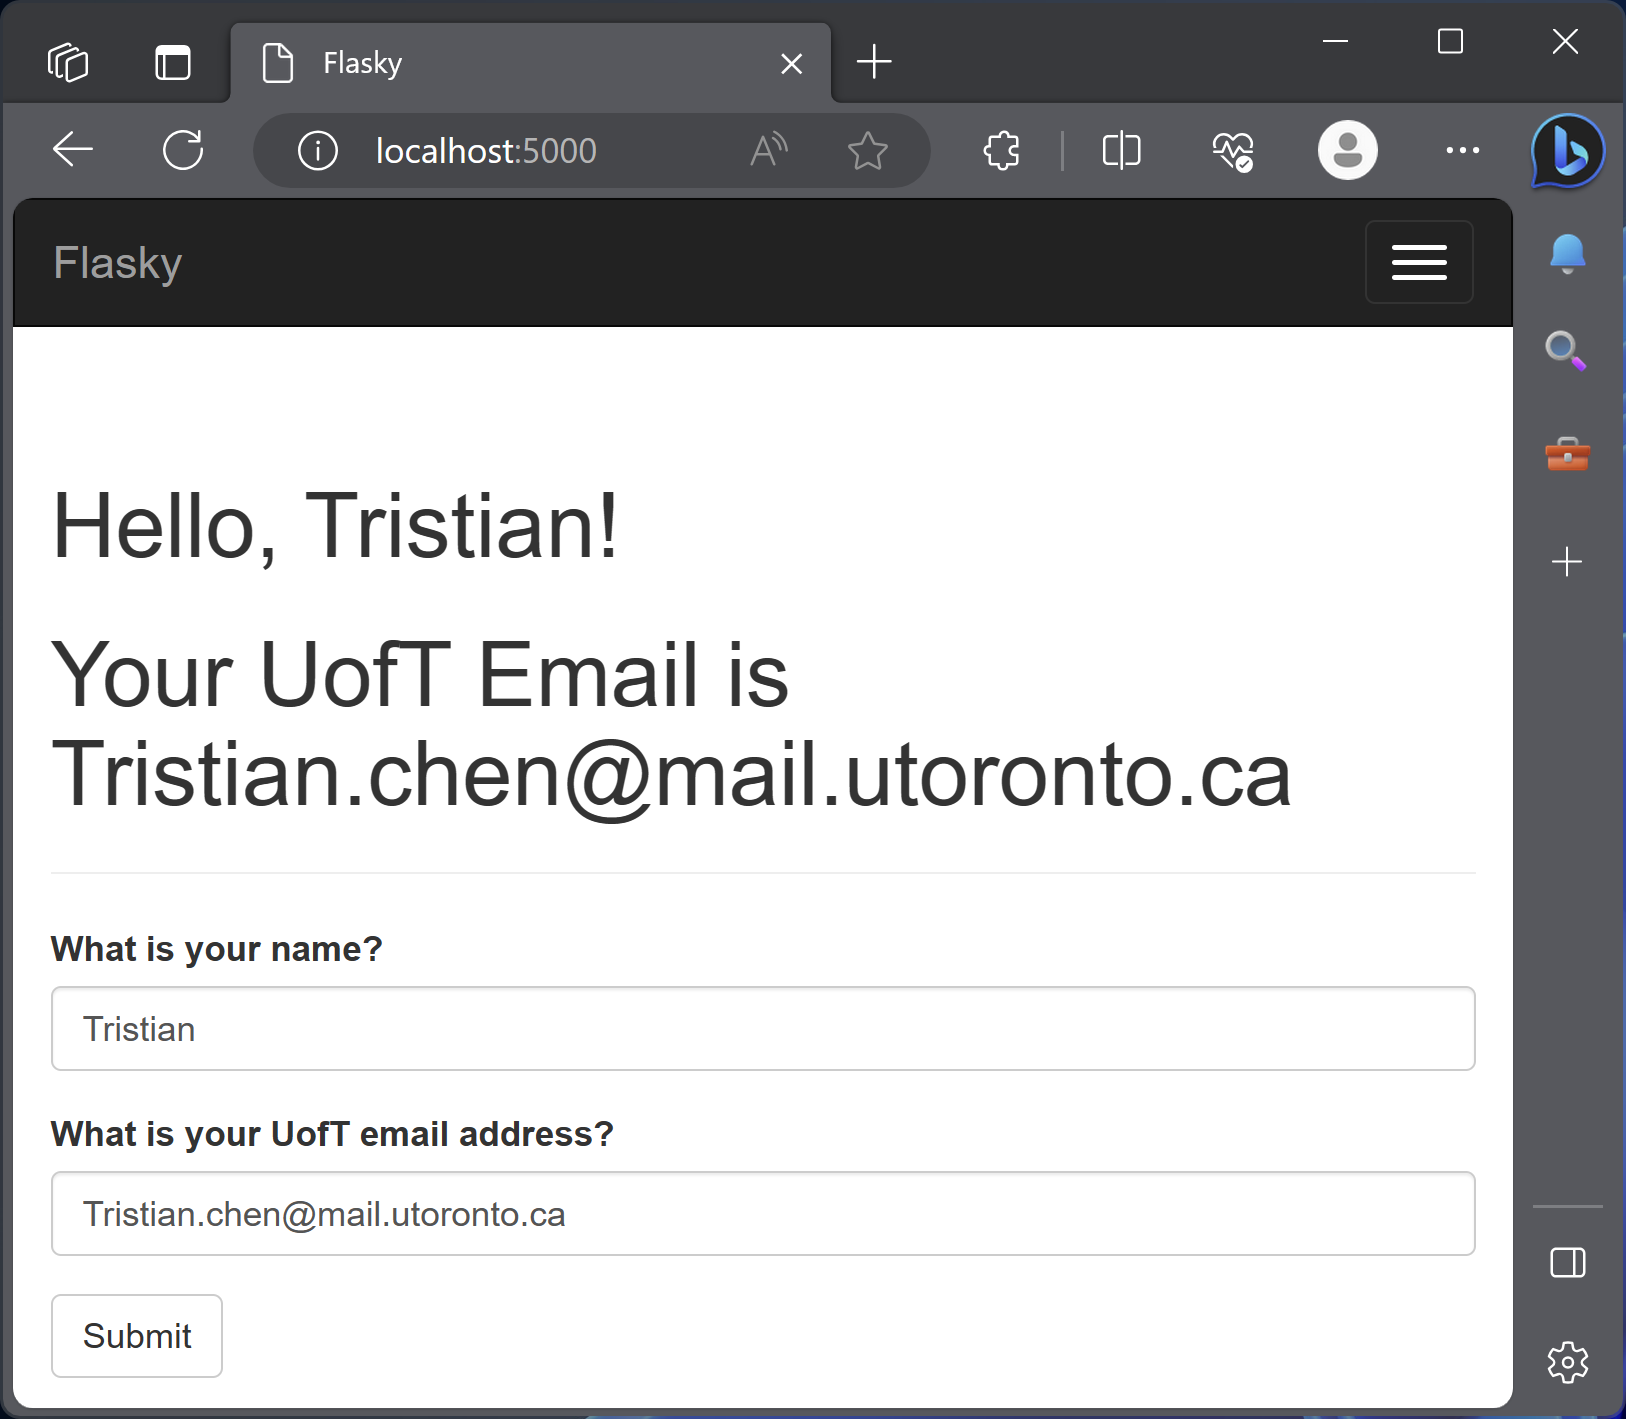 Flasky
localhost:5000
Flasky
Hello, Tristian!
Your UofT Email is
Tristian.chen@mail.utoronto.ca
What is your name?
Tristian
What is your UofT email address?
Tristian.chen@mail.utoronto.ca
Submit